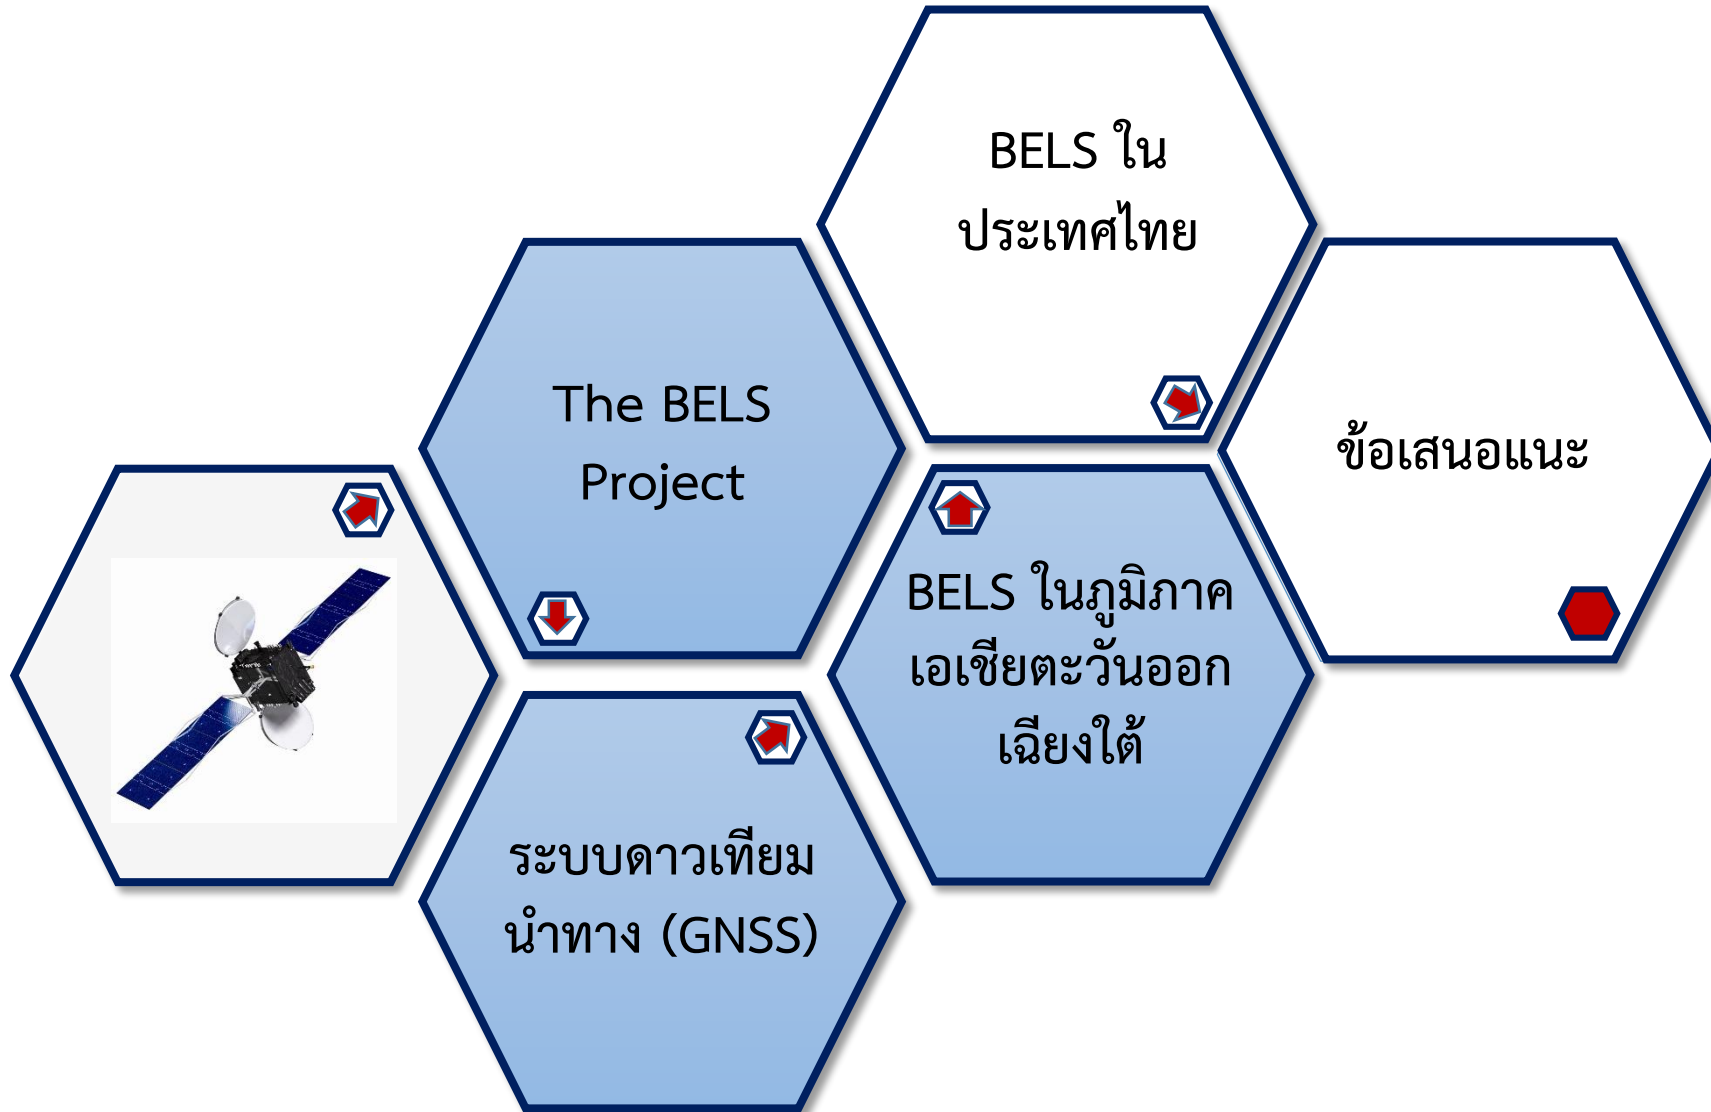 The BELS
Project
ระบบดาวเทียม
นำทาง (GNSS)
BELS ในภูมิภาค
เอเชียตะวันออก
เฉียงใต้
BELS ใน
ประเทศไทย
ข้อเสนอแนะ